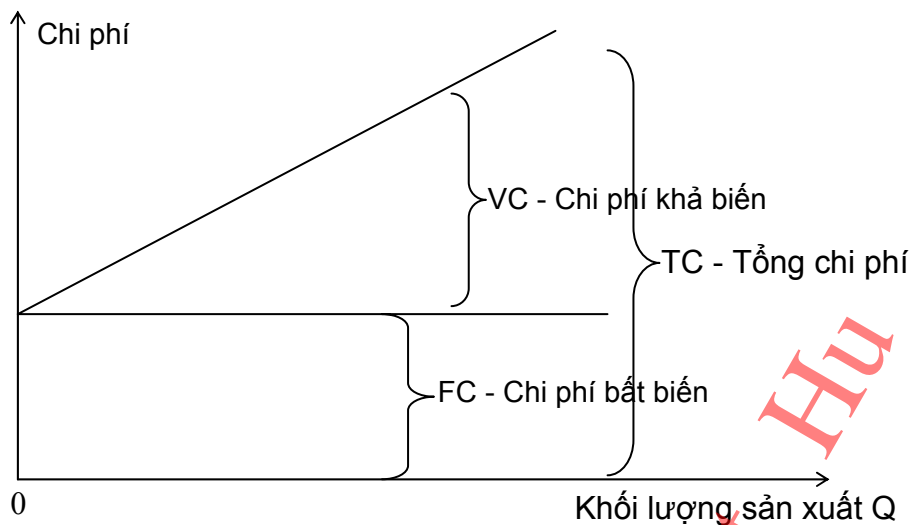 Chi phí
VC - Chi phí khả biến
TC - Tổng chi phí
FC - Chi phí bất biến
Hu
0
Khối lượng sản xuất Q